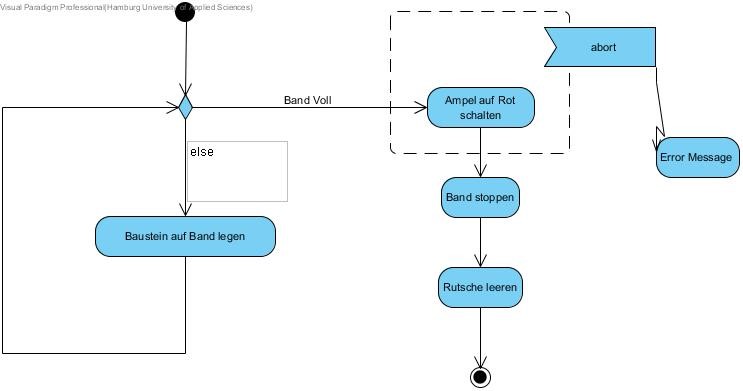 Visual Paradigm Professional(Hamburg University of Applied Sciences)
abort
Band Voll
Ampel auf Rot
schalten
else
Error Message
Band stoppen
Baustein auf Band legen
Rutsche leeren